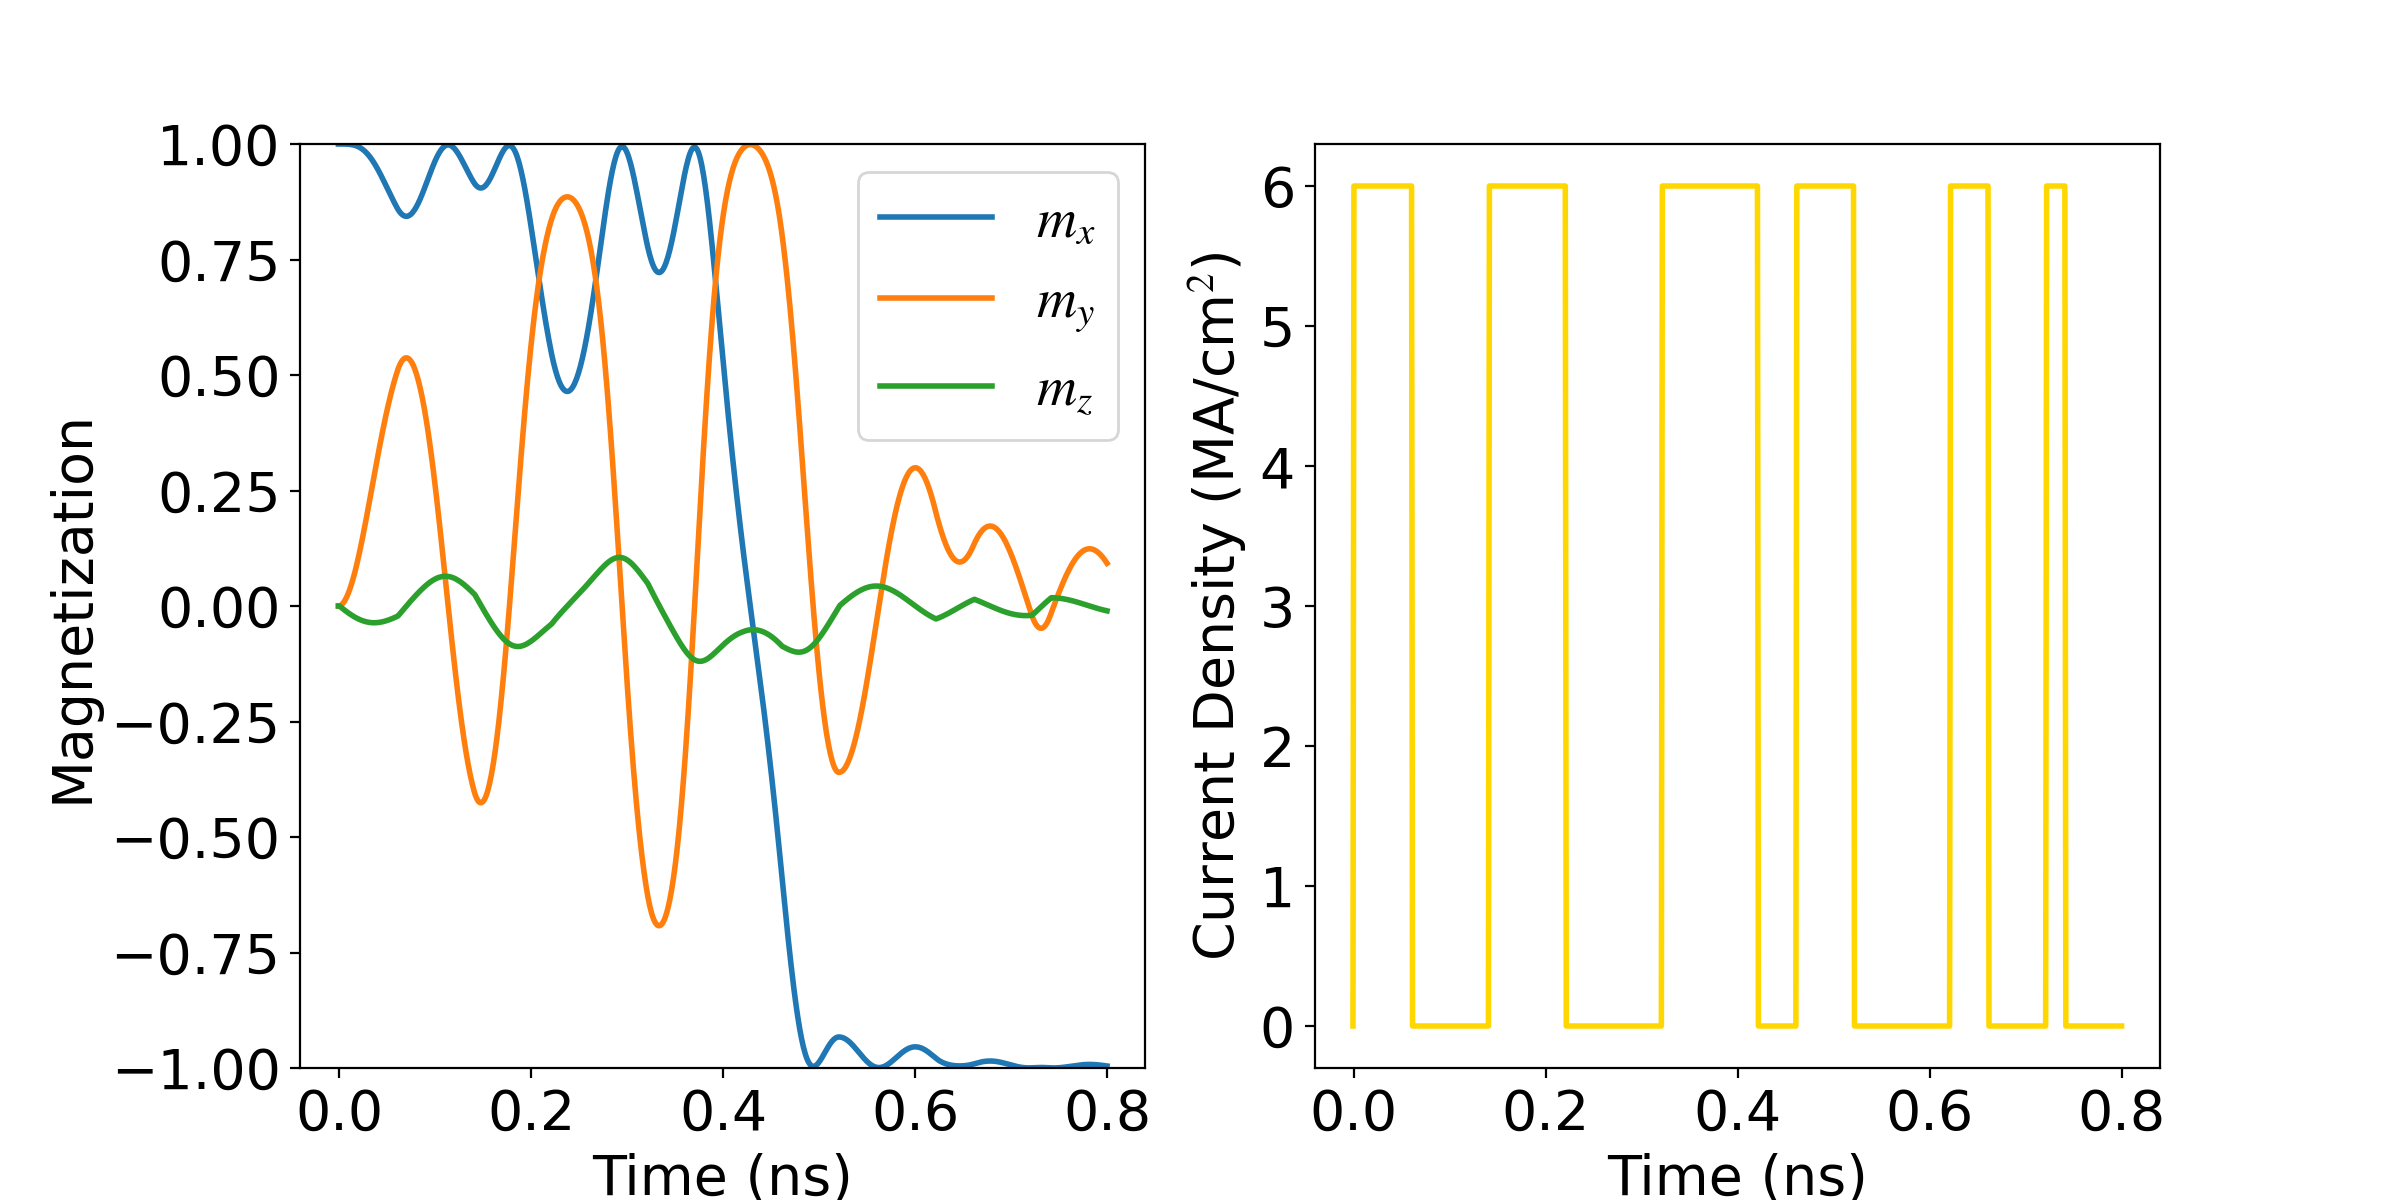 Magnetization
1.00
0.75
0.50
0.25
0.00
−0.25
−0.50
−0.75
−1.00
0.0 0.2 0.4 0.6 0.8
Time (ns)
m_x
m_y
m_z
Current Density (MA/cm²)
6
5
4
3
2
1
0
0.0 0.2 0.4 0.6 0.8
Time (ns)